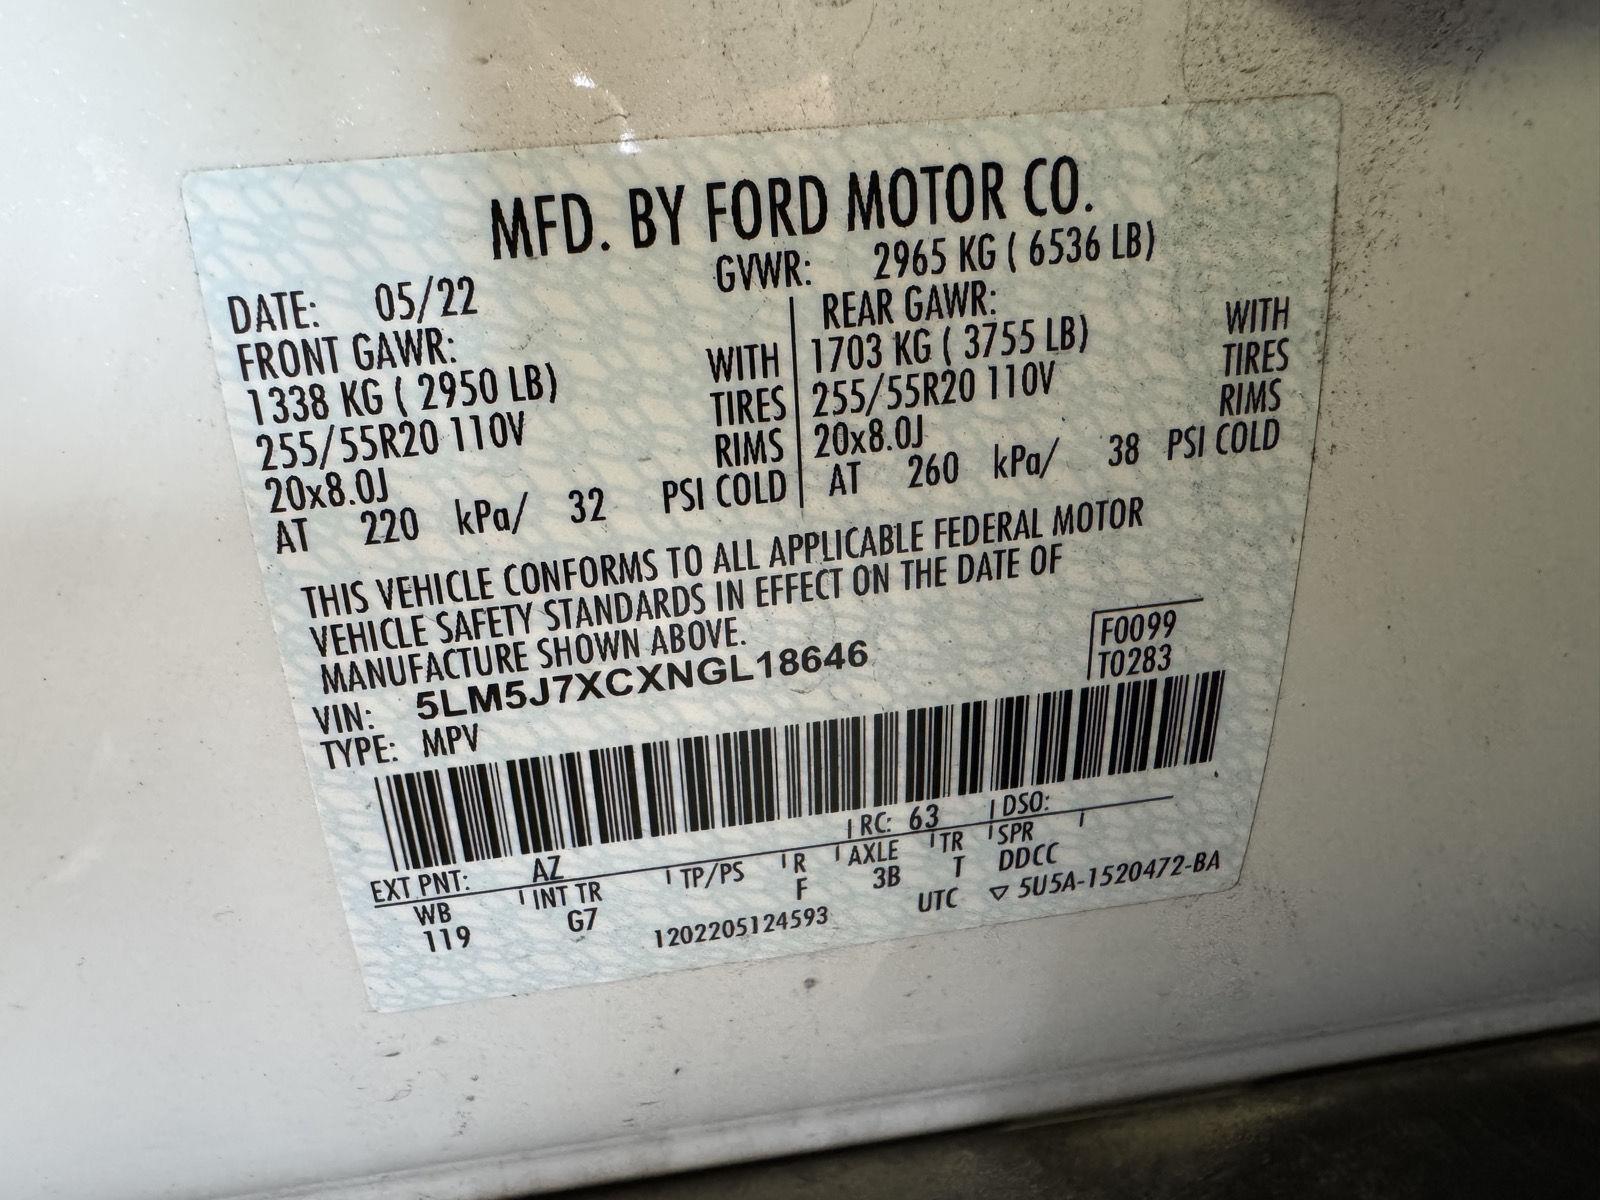 MFD. BY FORD MOTOR CO.
DATE: 05/22 GVWR: 2965 KG ( 6536 LB)
FRONT GAWR: REAR GAWR:
1338 KG ( 2950 LB) WITH 1703 KG ( 3755 LB) WITH
255/55R20 110V TIRES 255/55R20 110V TIRES
20x8.0J RIMS 20x8.0J RIMS
AT 220 kPa/ 32 PSI COLD AT 260 kPa/ 38 PSI COLD
THIS VEHICLE CONFORMS TO ALL APPLICABLE FEDERAL MOTOR
VEHICLE SAFETY STANDARDS IN EFFECT ON THE DATE OF
MANUFACTURE SHOWN ABOVE.
F0099
VIN: 5LM5J7XCXNGL18646 T0283
TYPE: MPV
EXT PNT: AZ RC: 63 DSO:
WB INT TR TP/PS R AXLE TR SPR
119 G7 F 3B T DDCC
1202205124593 UTC ▽ 5U5A-1520472-BA